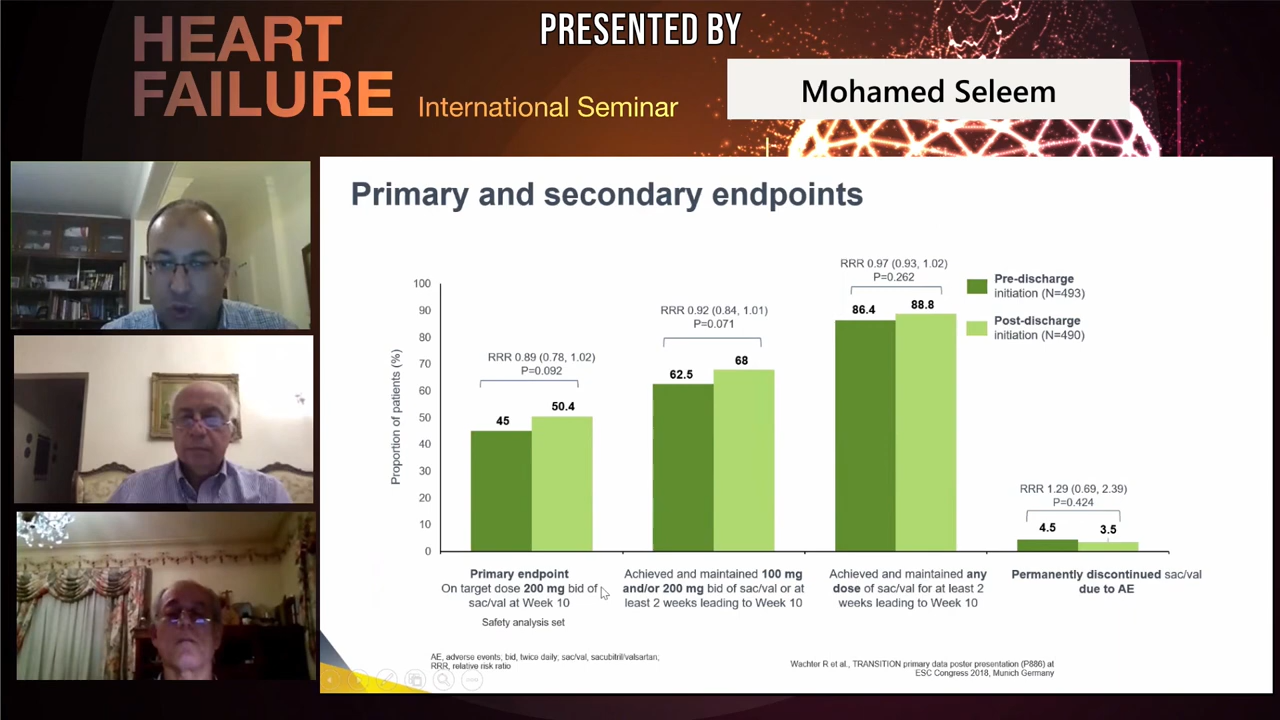 HEART
FAILURE
International Seminar
PRESENTED BY
Mohamed Seleem
Primary and secondary endpoints
Proportion of patients (%)
100
90
80
70
60
50
40
30
20
10
0
RRR 0.89 (0.78, 1.02)
P=0.092
45
50.4
RRR 0.92 (0.84, 1.01)
P=0.071
62.5
68
RRR 0.97 (0.93, 1.02)
P=0.262
86.4
88.8
RRR 1.29 (0.69, 2.39)
P=0.424
4.5
3.5
Pre-discharge
initiation (N=493)
Post-discharge
initiation (N=490)
Primary endpoint
On target dose 200 mg bid of
sac/val at Week 10
Safety analysis set
Achieved and maintained 100 mg
and/or 200 mg bid of sac/val or at
least 2 weeks leading to Week 10
Achieved and maintained any
dose of sac/val for at least 2
weeks leading to Week 10
Permanently discontinued sac/val
due to AE
AE, adverse events; bid, twice daily; sac/val, sacubitril/valsartan;
RRR, relative risk ratio
Wachter R et al., TRANSITION primary data poster presentation (P886) at
ESC Congress 2018, Munich Germany